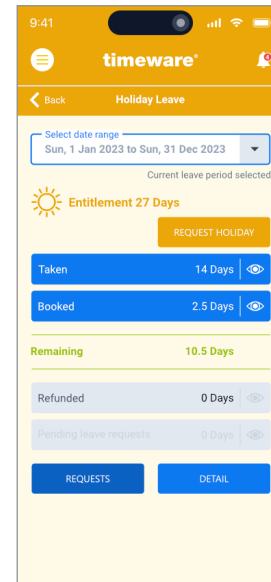 9:41
timeware®
4
Back Holiday Leave
Select date range
Sun, 1 Jan 2023 to Sun, 31 Dec 2023
Current leave period selected
Entitlement 27 Days
REQUEST HOLIDAY
Taken 14 Days
Booked 2.5 Days
Remaining 10.5 Days
Refunded 0 Days
Pending leave requests 0 Days
REQUESTS DETAIL